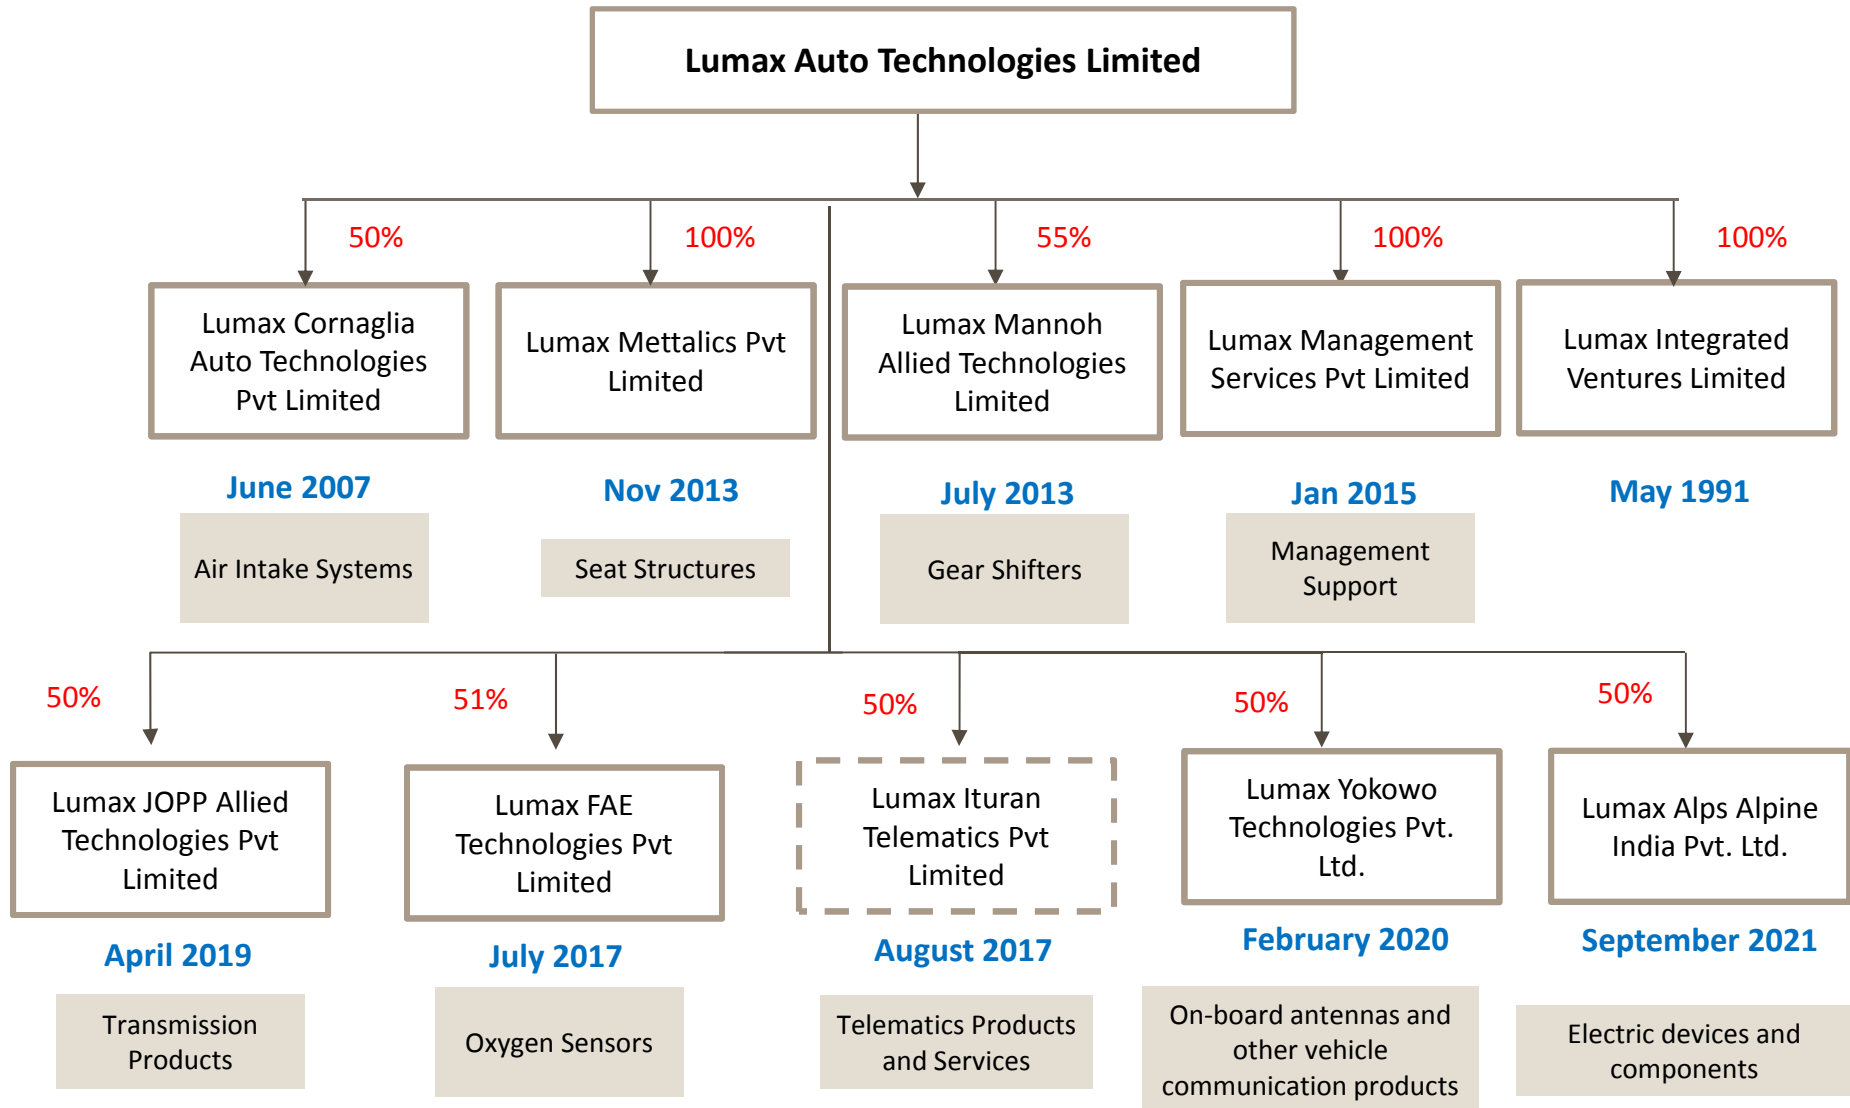 Lumax Auto Technologies Limited
50%
100%
55%
100%
100%
Lumax Cornaglia
Auto Technologies
Pvt Limited
Lumax Mettalics Pvt
Limited
Lumax Mannoh
Allied Technologies
Limited
Lumax Management
Services Pvt Limited
Lumax Integrated
Ventures Limited
June 2007
Nov 2013
July 2013
Jan 2015
May 1991
Air Intake Systems
Seat Structures
Gear Shifters
Management
Support
50%
51%
50%
50%
50%
Lumax JOPP Allied
Technologies Pvt
Limited
Lumax FAE
Technologies Pvt
Limited
Lumax Ituran
Telematics Pvt
Limited
Lumax Yokowo
Technologies Pvt.
Ltd.
Lumax Alps Alpine
India Pvt. Ltd.
April 2019
July 2017
August 2017
February 2020
September 2021
Transmission
Products
Oxygen Sensors
Telematics Products
and Services
On-board antennas and
other vehicle
communication products
Electric devices and
components